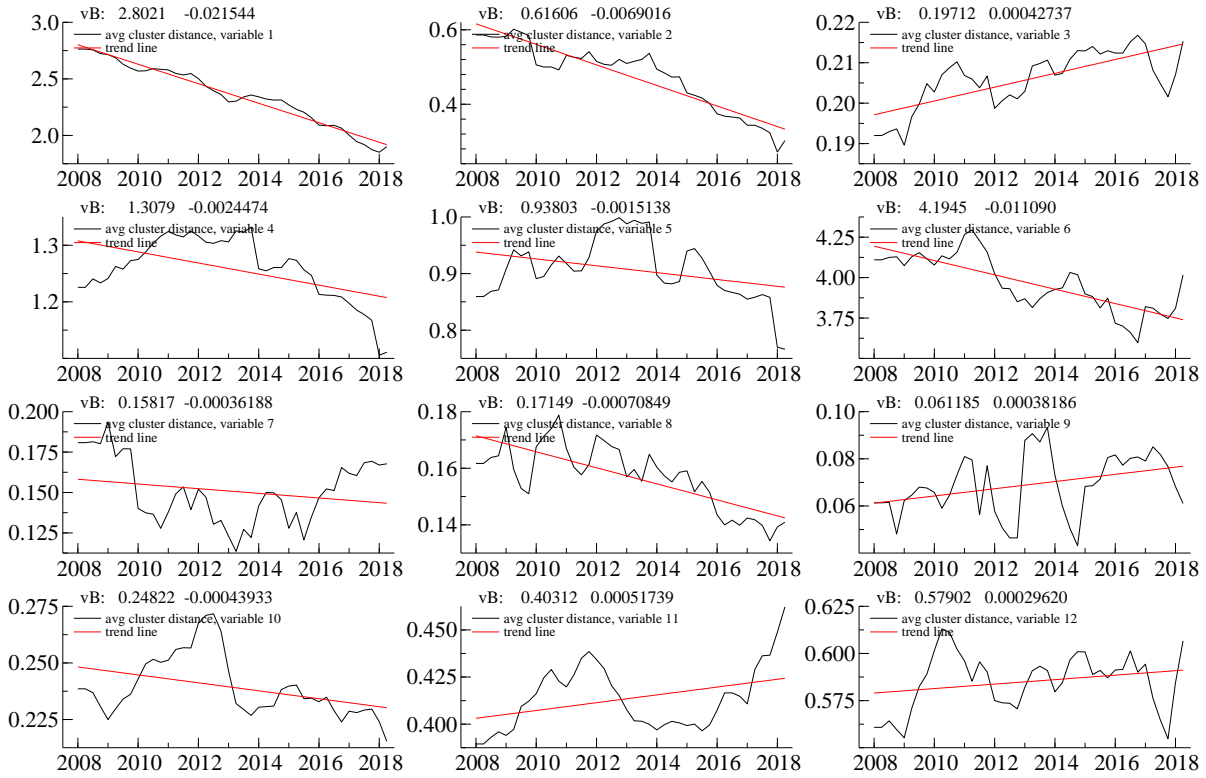 vB: 2.8021 -0.021544
avg cluster distance, variable 1
trend line
3.0
2.5
2.0
2008 2010 2012 2014 2016 2018
vB: 0.61606 -0.0069016
avg cluster distance, variable 2
trend line
0.6
0.4
2008 2010 2012 2014 2016 2018
vB: 0.19712 0.00042737
avg cluster distance, variable 3
trend line
0.22
0.21
0.20
0.19
2008 2010 2012 2014 2016 2018
vB: 1.3079 -0.0024474
avg cluster distance, variable 4
trend line
1.3
1.2
2008 2010 2012 2014 2016 2018
vB: 0.93803 -0.0015138
avg cluster distance, variable 5
trend line
1.0
0.9
0.8
2008 2010 2012 2014 2016 2018
vB: 4.1945 -0.011090
avg cluster distance, variable 6
trend line
4.25
4.00
3.75
2008 2010 2012 2014 2016 2018
vB: 0.15817 -0.00036188
avg cluster distance, variable 7
trend line
0.200
0.175
0.150
0.125
2008 2010 2012 2014 2016 2018
vB: 0.17149 -0.00070849
avg cluster distance, variable 8
trend line
0.18
0.16
0.14
2008 2010 2012 2014 2016 2018
vB: 0.061185 0.00038186
avg cluster distance, variable 9
trend line
0.10
0.08
0.06
0.04
2008 2010 2012 2014 2016 2018
vB: 0.24822 -0.00043933
avg cluster distance, variable 10
trend line
0.275
0.250
0.225
2008 2010 2012 2014 2016 2018
vB: 0.40312 0.00051739
avg cluster distance, variable 11
trend line
0.450
0.425
0.400
2008 2010 2012 2014 2016 2018
vB: 0.57902 0.00029620
avg cluster distance, variable 12
trend line
0.625
0.600
0.575
0.550
2008 2010 2012 2014 2016 2018